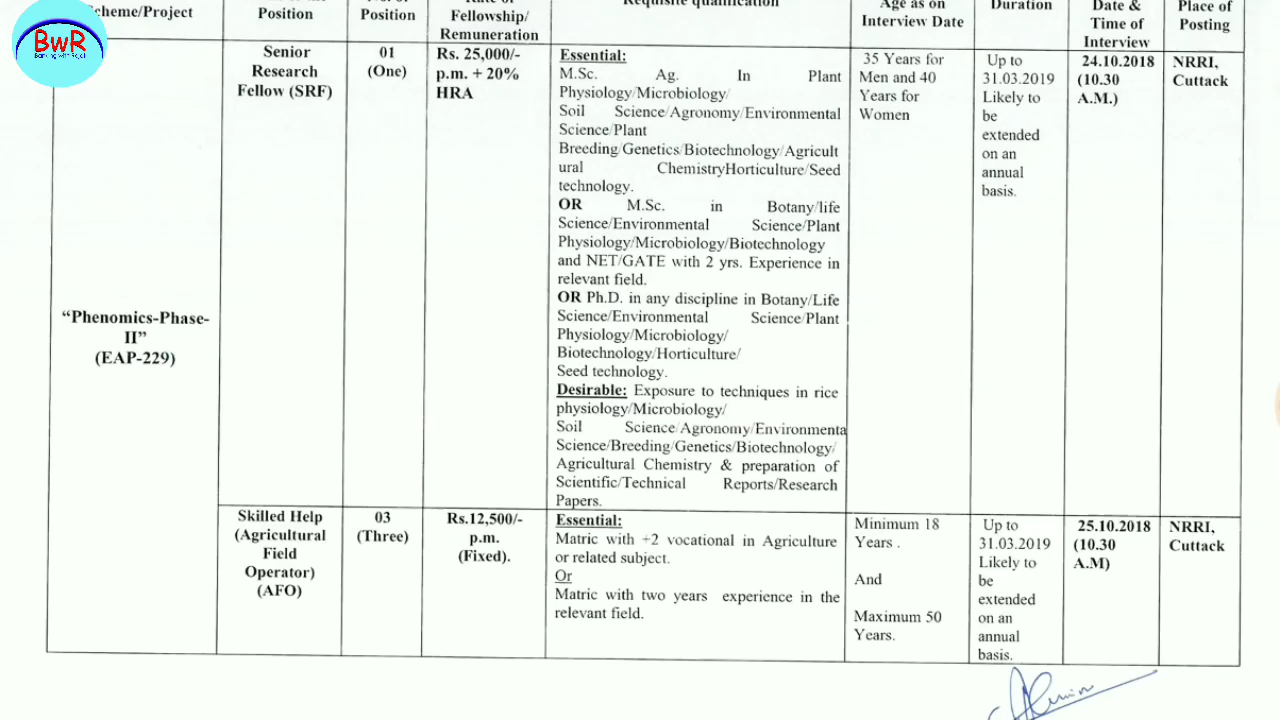 BwR
Banking with Rajat
Scheme/Project
Position
No. of
Position
Rate of
Fellowship/
Remuneration
Requisite qualification
Age as on
Interview Date
Duration
Date &
Time of
Interview
Place of
Posting
“Phenomics-Phase-
II”
(EAP-229)
Senior
Research
Fellow (SRF)
01
(One)
Rs. 25,000/-
p.m. + 20%
HRA
Essential:
M.Sc. Ag. In Plant
Physiology/Microbiology/
Soil Science/Agronomy/Environmental
Science/Plant
Breeding/Genetics/Biotechnology/Agricult
ural ChemistryHorticulture/Seed
technology.
OR M.Sc. in Botany/life
Science/Environmental Science/Plant
Physiology/Microbiology/Biotechnology
and NET/GATE with 2 yrs. Experience in
relevant field.
OR Ph.D. in any discipline in Botany/Life
Science/Environmental Science/Plant
Physiology/Microbiology/
Biotechnology/Horticulture/
Seed technology.
Desirable: Exposure to techniques in rice
physiology/Microbiology/
Soil Science/Agronomy/Environmenta
Science/Breeding/Genetics/Biotechnology/
Agricultural Chemistry & preparation of
Scientific/Technical Reports/Research
Papers.
35 Years for
Men and 40
Years for
Women
Up to
31.03.2019
Likely to
be
extended
on an
annual
basis.
24.10.2018
(10.30
A.M.)
NRRI,
Cuttack
Skilled Help
(Agricultural
Field
Operator)
(AFO)
03
(Three)
Rs.12,500/-
p.m.
(Fixed).
Essential:
Matric with +2 vocational in Agriculture
or related subject.
Or
Matric with two years experience in the
relevant field.
Minimum 18
Years .
And
Maximum 50
Years.
Up to
31.03.2019
Likely to
be
extended
on an
annual
basis.
25.10.2018
(10.30
A.M)
NRRI,
Cuttack